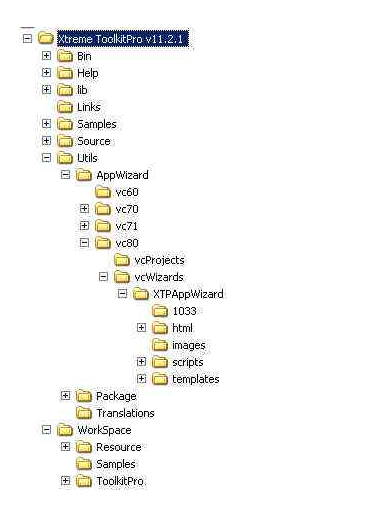 Xtreme ToolkitPro v11.2.1
Bin
Help
lib
Links
Samples
Source
Utils
AppWizard
vc60
vc70
vc71
vc80
vcProjects
vcWizards
XTPAppWizard
1033
html
images
scripts
templates
Package
Translations
WorkSpace
Resource
Samples
ToolkitPro